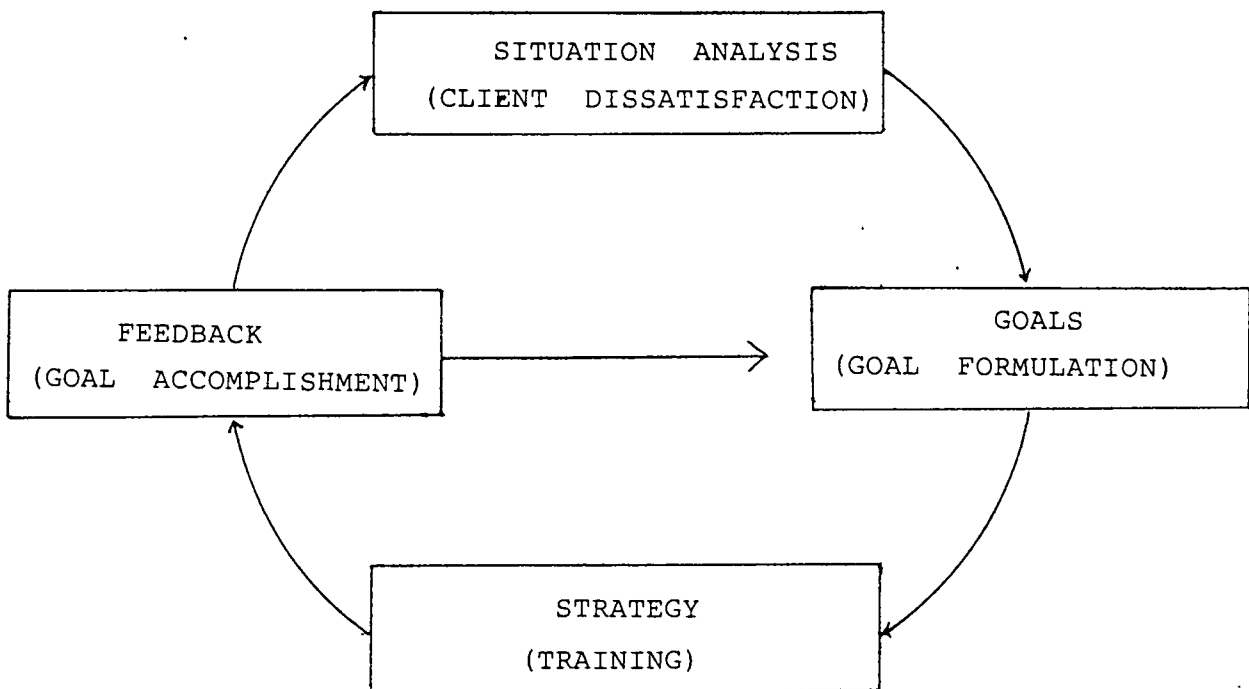 SITUATION ANALYSIS
(CLIENT DISSATISFACTION)
FEEDBACK
(GOAL ACCOMPLISHMENT)
GOALS
(GOAL FORMULATION)
STRATEGY
(TRAINING)